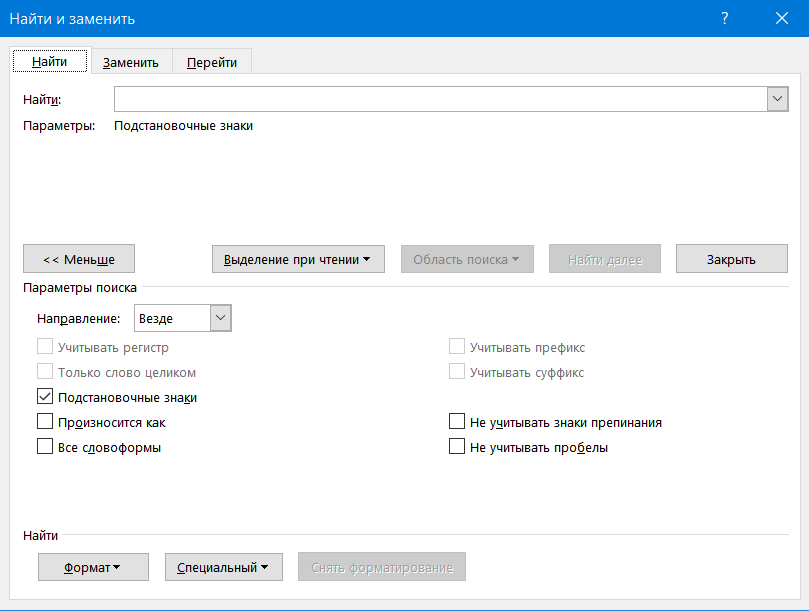 Найти и заменить ?
Найти Заменить Перейти
Найти:
Параметры: Подстановочные знаки
<< Меньше Выделение при чтении Область поиска Найти далее Закрыть
Параметры поиска
Направление: Везде
Учитывать регистр Учитывать префикс
Только слово целиком Учитывать суффикс
Подстановочные знаки
Произносится как Не учитывать знаки препинания
Все словоформы Не учитывать пробелы
Найти
Формат Специальный Снять форматирование